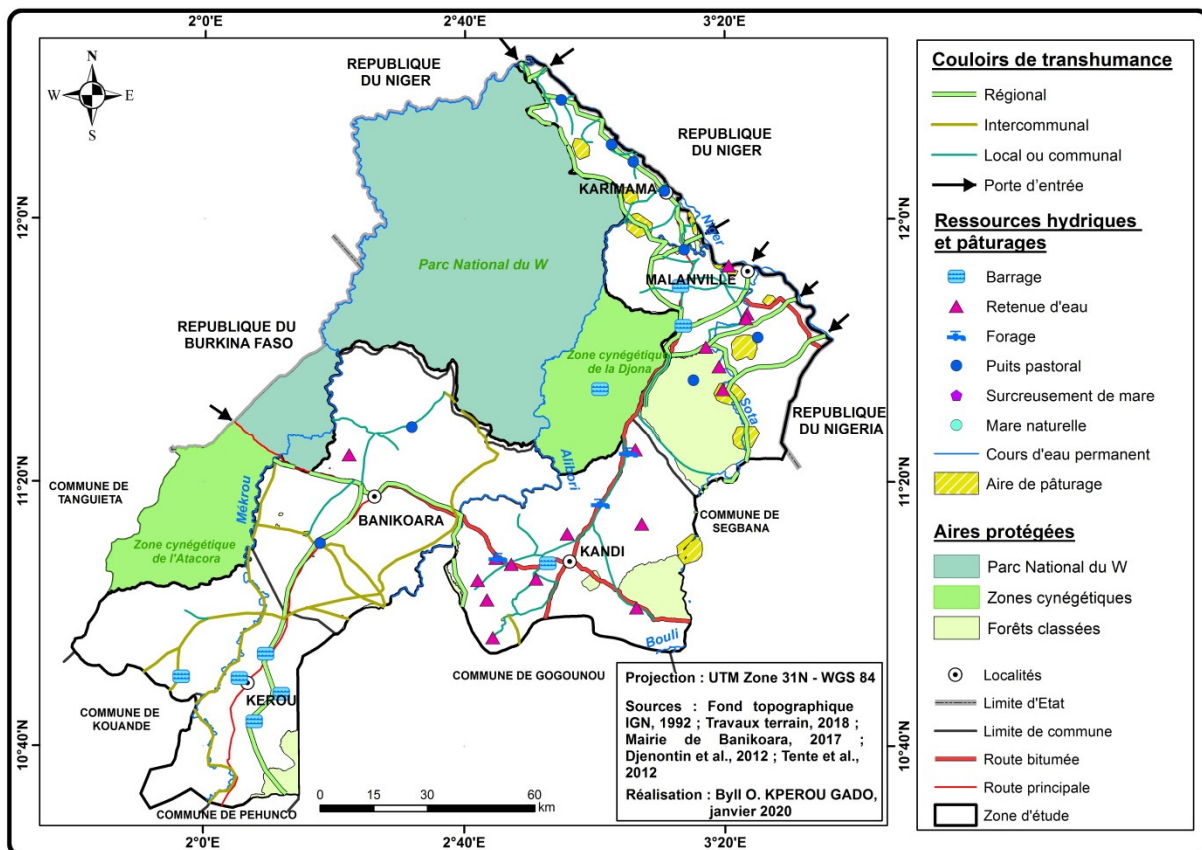 2°0'E
2°40'E
3°20'E
N
W
E
S
REPUBLIQUE
DU NIGER
REPUBLIQUE
DU NIGER
KARIMAMA
12°0'N
12°0'N
Niger
Parc National du W
MALANVILLE
REPUBLIQUE DU
BURKINA FASO
Zone cynégétique
de la Djona
Sota
REPUBLIQUE
DU NIGERIA
11°20'N
11°20'N
COMMUNE DE
TANGUIETA
Mékrou
Alibori
BANIKOARA
COMMUNE DE
SEGBANA
Zone cynégétique
de l'Atacora
KANDI
Bouli
COMMUNE DE GOGOUNOU
KEROU
COMMUNE DE
KOUANDE
10°40'N
10°40'N
COMMUNE DE PEHUNCO
0 15 30 60
km
2°0'E
2°40'E
3°20'E
Projection : UTM Zone 31N - WGS 84
Sources : Fond topographique
IGN, 1992 ; Travaux terrain, 2018 ;
Mairie de Banikoara, 2017 ;
Djenontin et al., 2012 ; Tente et al.,
2012
Réalisation : Byll O. KPEROU GADO,
janvier 2020
Couloirs de transhumance
Régional
Intercommunal
Local ou communal
Porte d'entrée
Ressources hydriques
et pâturages
Barrage
Retenue d'eau
Forage
Puits pastoral
Surcreusement de mare
Mare naturelle
Cours d'eau permanent
Aire de pâturage
Aires protégées
Parc National du W
Zones cynégétiques
Forêts classées
Localités
Limite d'Etat
Limite de commune
Route bitumée
Route principale
Zone d'étude